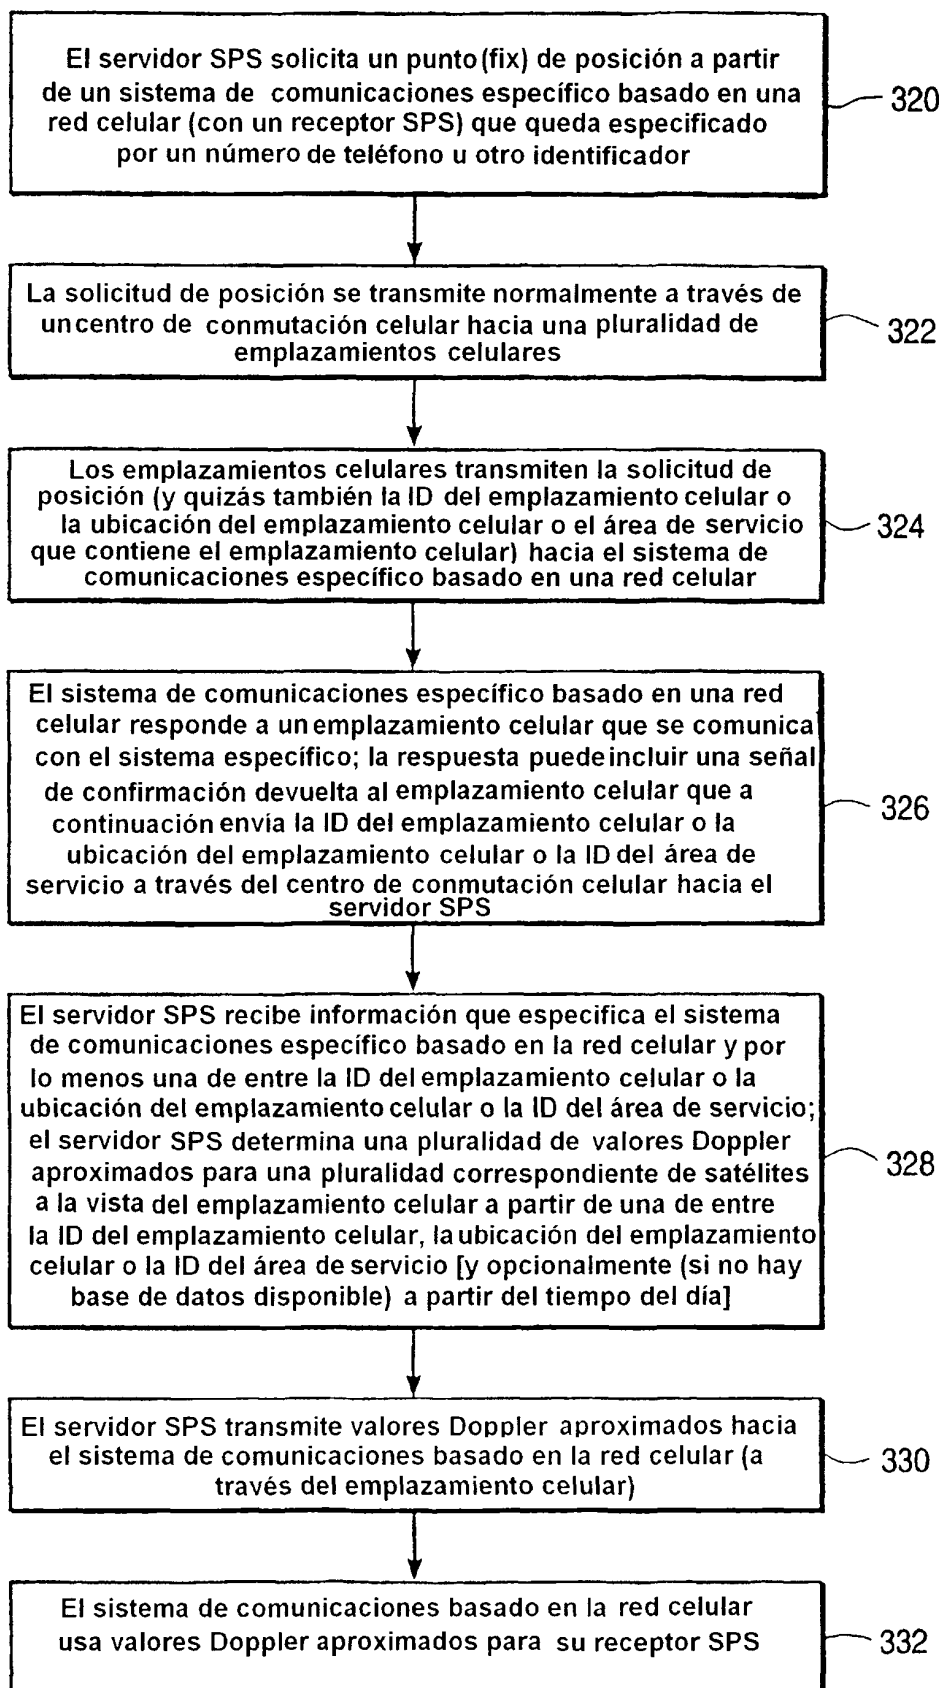 El servidor SPS solicita un punto (fix) de posición a partir
de un sistema de comunicaciones específico basado en una
red celular (con un receptor SPS) que queda especificado
por un número de teléfono u otro identificador
320
La solicitud de posición se transmite normalmente a través de
un centro de conmutación celular hacia una pluralidad de
emplazamientos celulares
322
Los emplazamientos celulares transmiten la solicitud de
posición (y quizás también la ID del emplazamiento celular o
la ubicación del emplazamiento celular o el área de servicio
que contiene el emplazamiento celular) hacia el sistema de
comunicaciones específico basado en una red celular
324
El sistema de comunicaciones específico basado en una red
celular responde a un emplazamiento celular que se comunica
con el sistema específico; la respuesta puede incluir una señal
de confirmación devuelta al emplazamiento celular que a
continuación envía la ID del emplazamiento celular o la
ubicación del emplazamiento celular o la ID del área de
servicio a través del centro de conmutación celular hacia el
servidor SPS
326
El servidor SPS recibe información que especifica el sistema
de comunicaciones específico basado en la red celular y por
lo menos una de entre la ID del emplazamiento celular o la
ubicación del emplazamiento celular o la ID del área de servicio;
el servidor SPS determina una pluralidad de valores Doppler
aproximados para una pluralidad correspondiente de satélites
a la vista del emplazamiento celular a partir de una de entre
la ID del emplazamiento celular, la ubicación del emplazamiento
celular o la ID del área de servicio [y opcionalmente (si no hay
base de datos disponible) a partir del tiempo del día]
328
El servidor SPS transmite valores Doppler aproximados hacia
el sistema de comunicaciones basado en la red celular (a
través del emplazamiento celular)
330
El sistema de comunicaciones basado en la red celular
usa valores Doppler aproximados para su receptor SPS
332